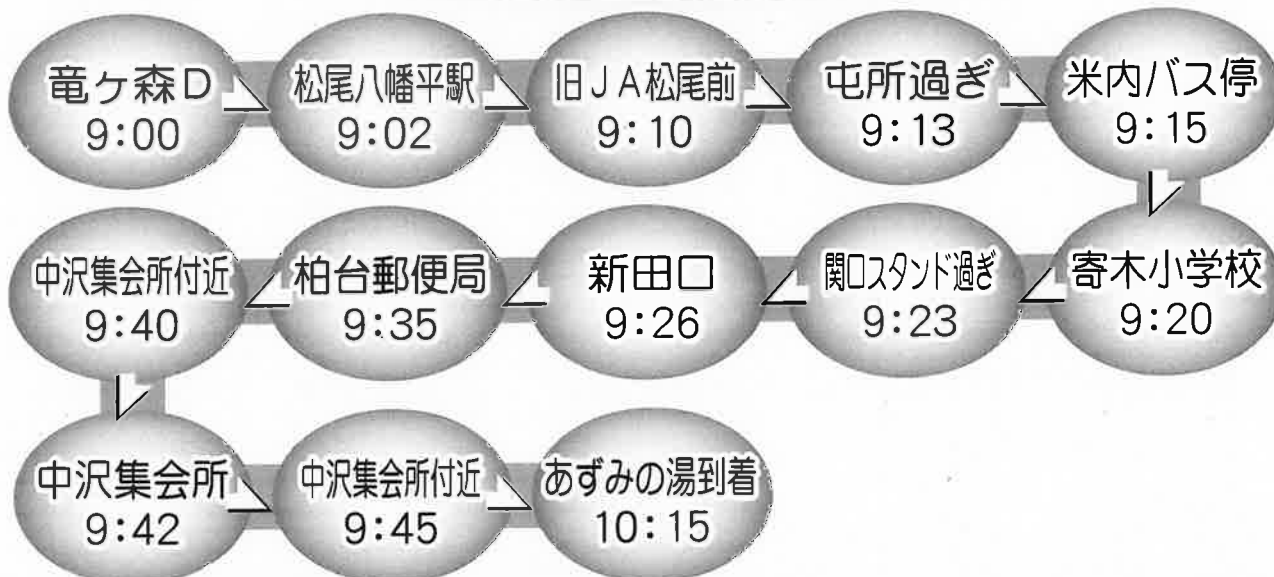 竜ヶ森D
9:00
松尾八幡平駅
9:02
旧JA松尾前
9:10
屯所過ぎ
9:13
米内バス停
9:15
寄木小学校
9:20
関口スタンド過ぎ
9:23
新田口
9:26
柏台郵便局
9:35
中沢集会所付近
9:40
中沢集会所
9:42
中沢集会所付近
9:45
あずみの湯到着
10:15